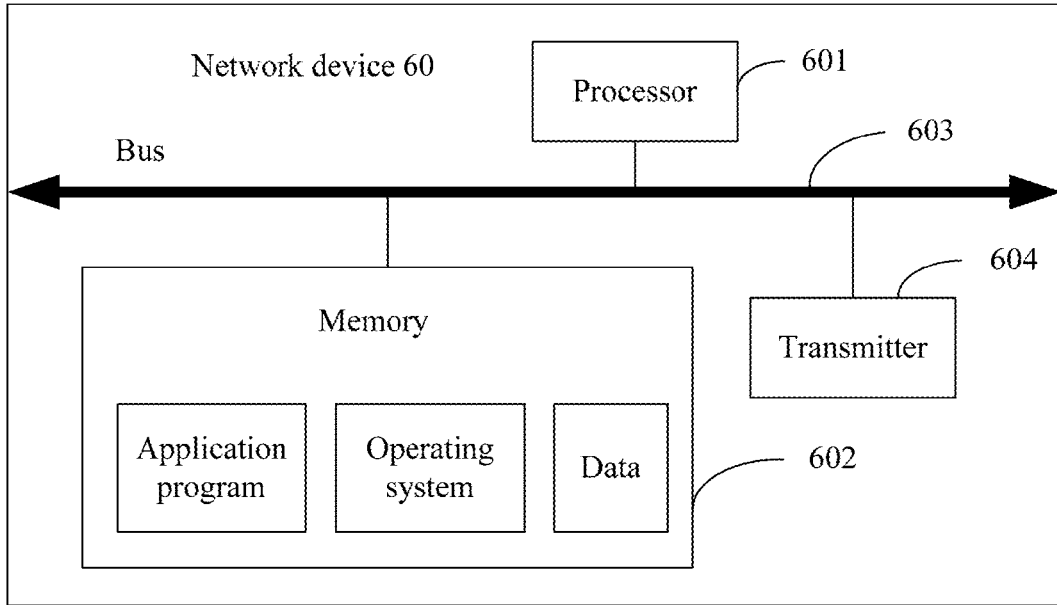 Network device 60
601
Processor
603
Bus
604
Memory
Transmitter
Application
program
Operating
system
Data
602